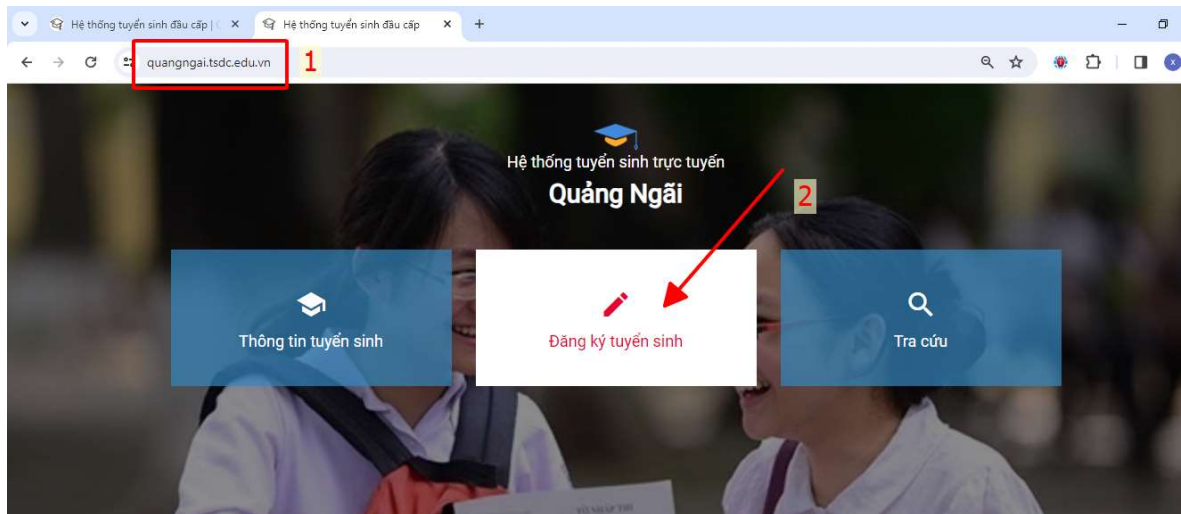 Hệ thống tuyển sinh đầu cấp |
Hệ thống tuyển sinh đầu cấp
quangngai.tsdc.edu.vn
1
Hệ thống tuyển sinh trực tuyến
Quảng Ngãi
2
Thông tin tuyển sinh
Đăng ký tuyển sinh
Tra cứu